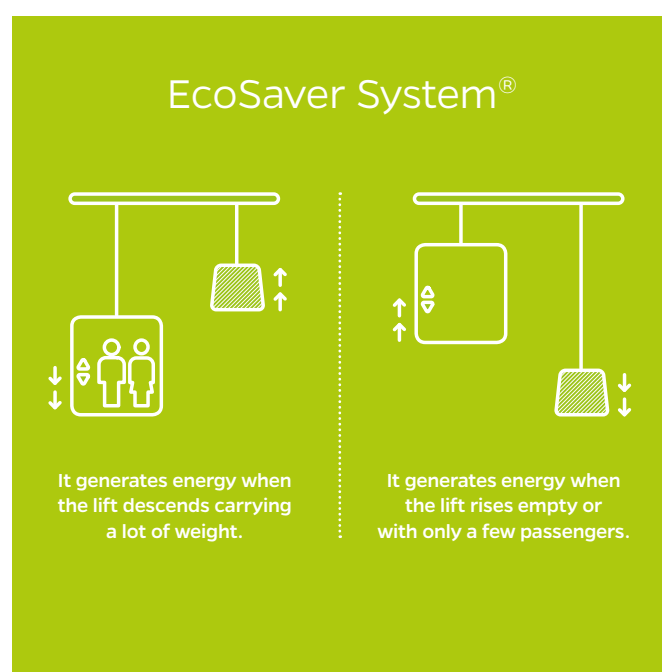 EcoSaver System®
It generates energy when
the lift descends carrying
a lot of weight.
It generates energy when
the lift rises empty or
with only a few passengers.